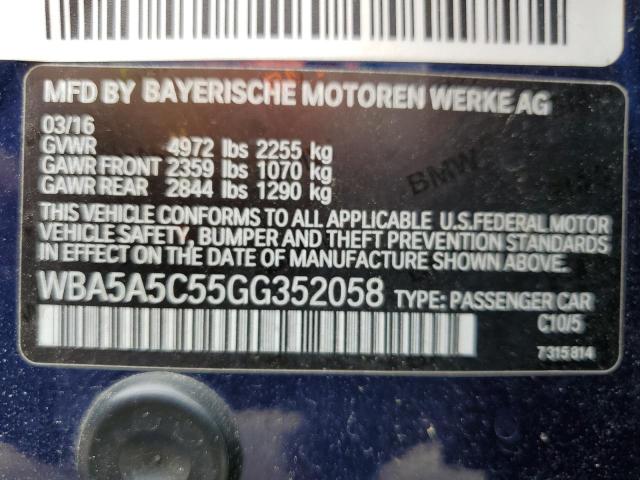 MFD BY BAYERISCHE MOTOREN WERKE AG
03/16
GVWR 4972 lbs 2255 kg
GAWR FRONT 2359 lbs 1070 kg
GAWR REAR 2844 lbs 1290 kg
BMW
THIS VEHICLE CONFORMS TO ALL APPLICABLE U.S.FEDERAL MOTOR
VEHICLE SAFETY, BUMPER AND THEFT PREVENTION STANDARDS
IN EFFECT ON THE DATE OF MANUFACTURE SHOWN ABOVE.
WBA5A5C55GG352058 TYPE: PASSENGER CAR
C10/5
7315814